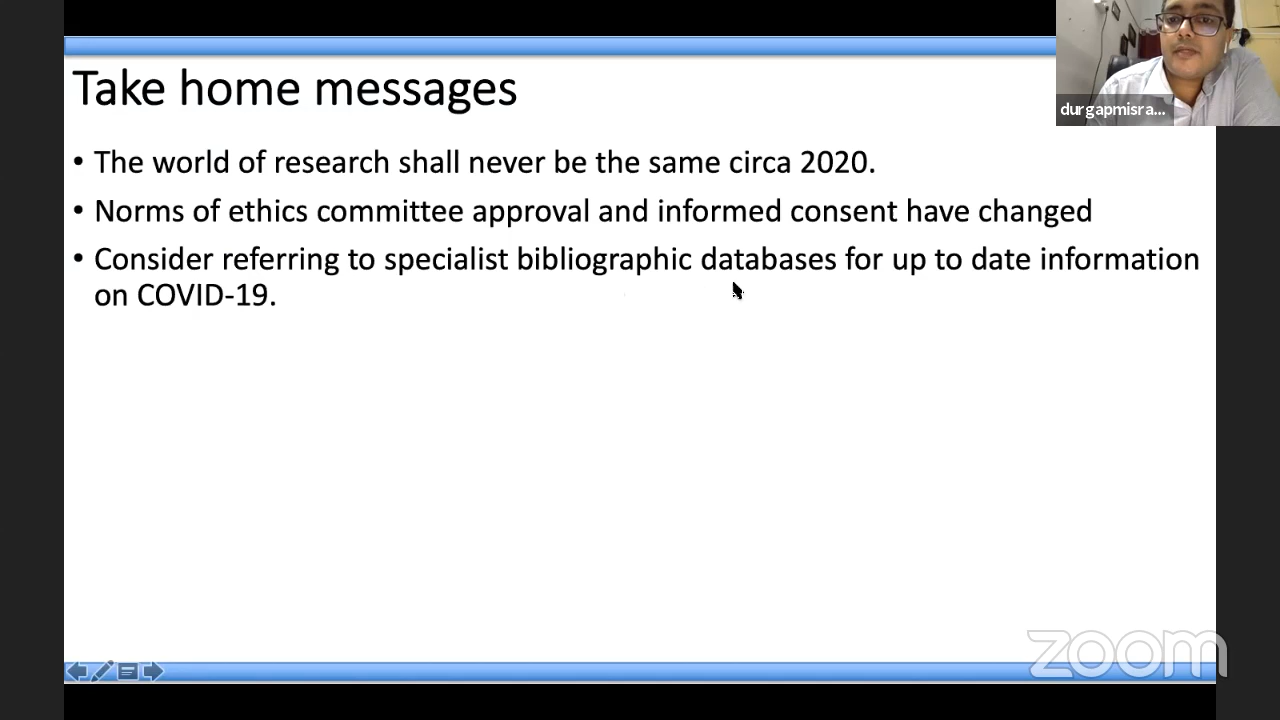 Take home messages
durgapmisra...
• The world of research shall never be the same circa 2020.
• Norms of ethics committee approval and informed consent have changed
• Consider referring to specialist bibliographic databases for up to date information
on COVID-19.
zoom